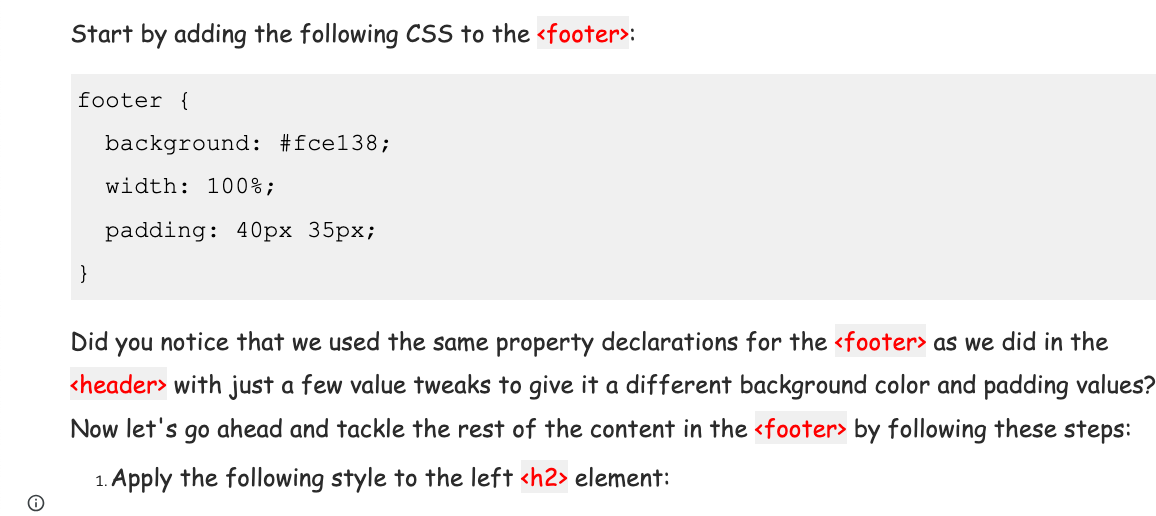 Start by adding the following CSS to the <footer>:
footer {
  background: #fce138;
  width: 100%;
  padding: 40px 35px;
}
Did you notice that we used the same property declarations for the <footer> as we did in the
<header> with just a few value tweaks to give it a different background color and padding values?
Now let's go ahead and tackle the rest of the content in the <footer> by following these steps:
1. Apply the following style to the left <h2> element: